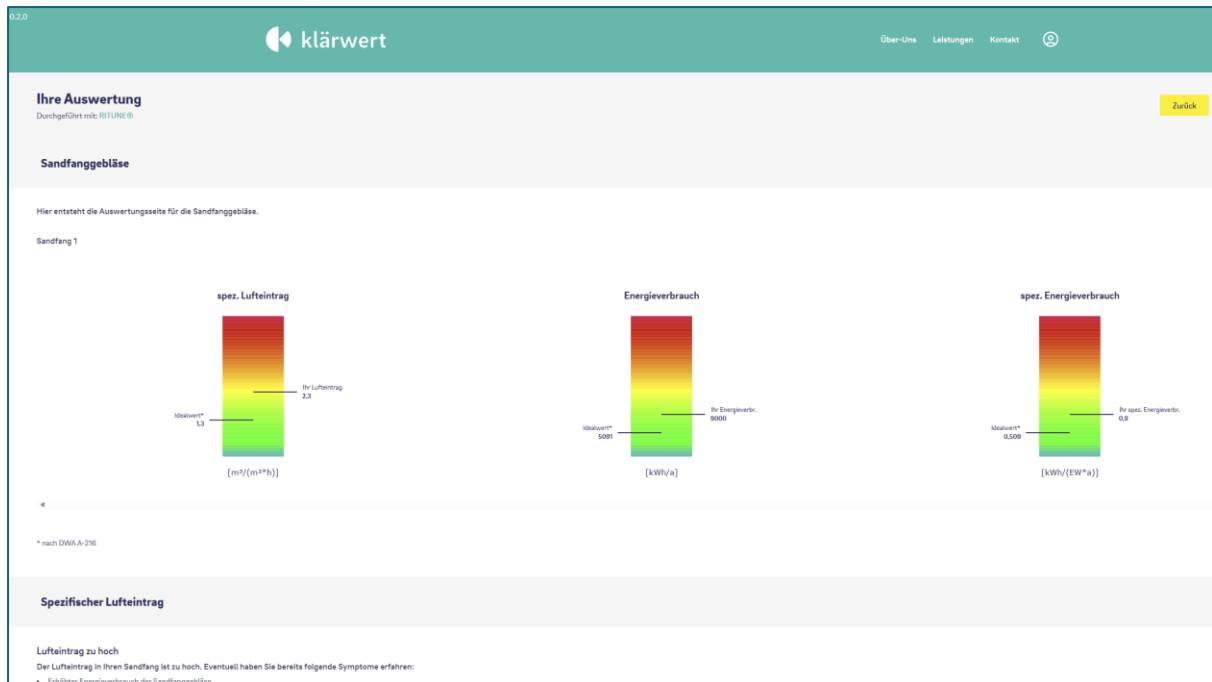 0.2.0
klärwert
Über-Uns Leistungen Kontakt
Ihre Auswertung
Durchgeführt mit: RITUNE®
Zurück
Sandfanggebläse
Hier entsteht die Auswertungsseite für die Sandfanggebläse.
Sandfang 1
spez. Lufteintrag
Ihr Lufteintrag
2,3
Idealwert*
1,3
[m³/(m³*h)]
Energieverbrauch
Ihr Energieverbr.
9000
Idealwert*
5091
[kWh/a]
spez. Energieverbrauch
Ihr spez. Energieverbr.
0,9
Idealwert*
0,509
[kWh/(EW*a)]
* nach DWA A-216
Spezifischer Lufteintrag
Lufteintrag zu hoch
Der Lufteintrag in Ihren Sandfang ist zu hoch. Eventuell haben Sie bereits folgende Symptome erfahren:
• Erhöhter Energieverbrauch der Sandfanggebläse